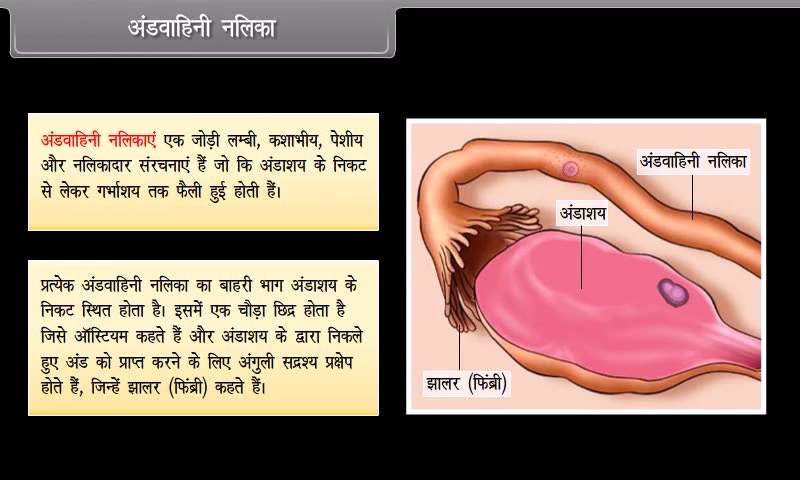 अंडवाहिनी नलिका
अंडवाहिनी नलिकाएं एक जोड़ी लम्बी, कशाभीय, पेशीय
और नलिकादार संरचनाएं हैं जो कि अंडाशय के निकट
से लेकर गर्भाशय तक फैली हुई होती हैं।
प्रत्येक अंडवाहिनी नलिका का बाहरी भाग अंडाशय के
निकट स्थित होता है। इसमें एक चौड़ा छिद्र होता है
जिसे ऑस्टियम कहते हैं और अंडाशय के द्वारा निकले
हुए अंड को प्राप्त करने के लिए अंगुली सद्रश्य प्रक्षेप
होते हैं, जिन्हें झालर (फिंब्री) कहते हैं।
अंडवाहिनी नलिका
अंडाशय
झालर (फिंब्री)